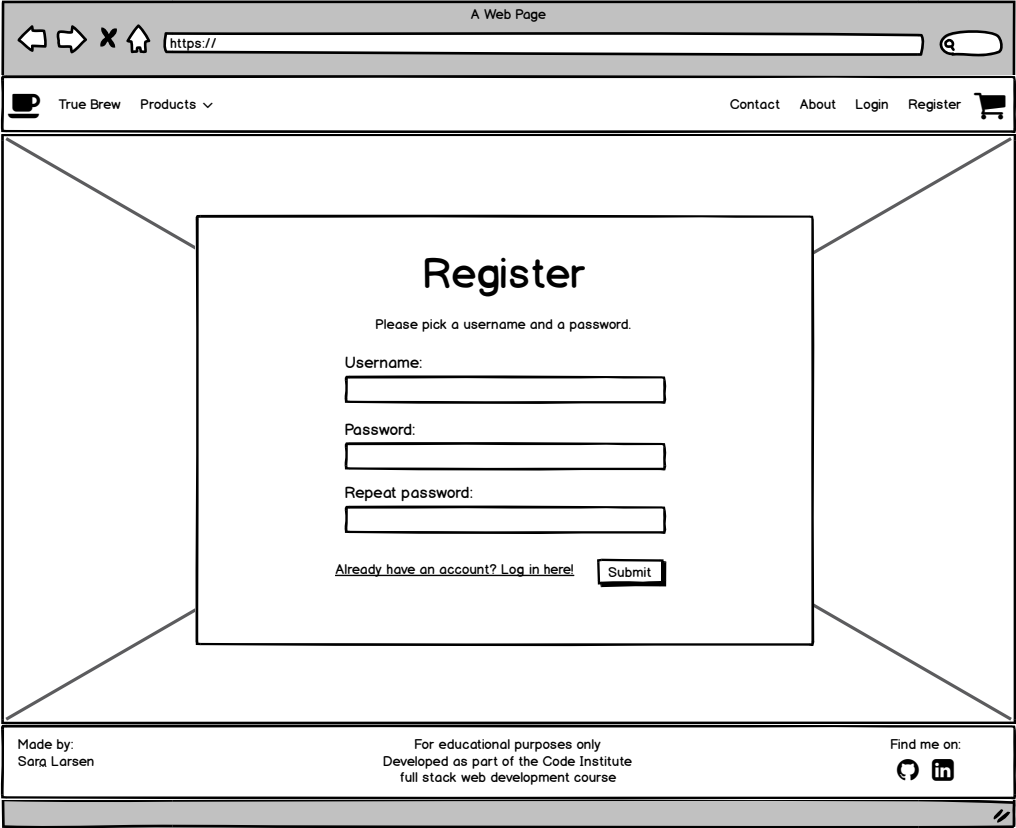 A Web Page
https://
True Brew Products Contact About Login Register
Register
Please pick a username and a password.
Username:
Password:
Repeat password:
Already have an account? Log in here! Submit
Made by:
Sara Larsen
For educational purposes only
Developed as part of the Code Institute
full stack web development course
Find me on:
in